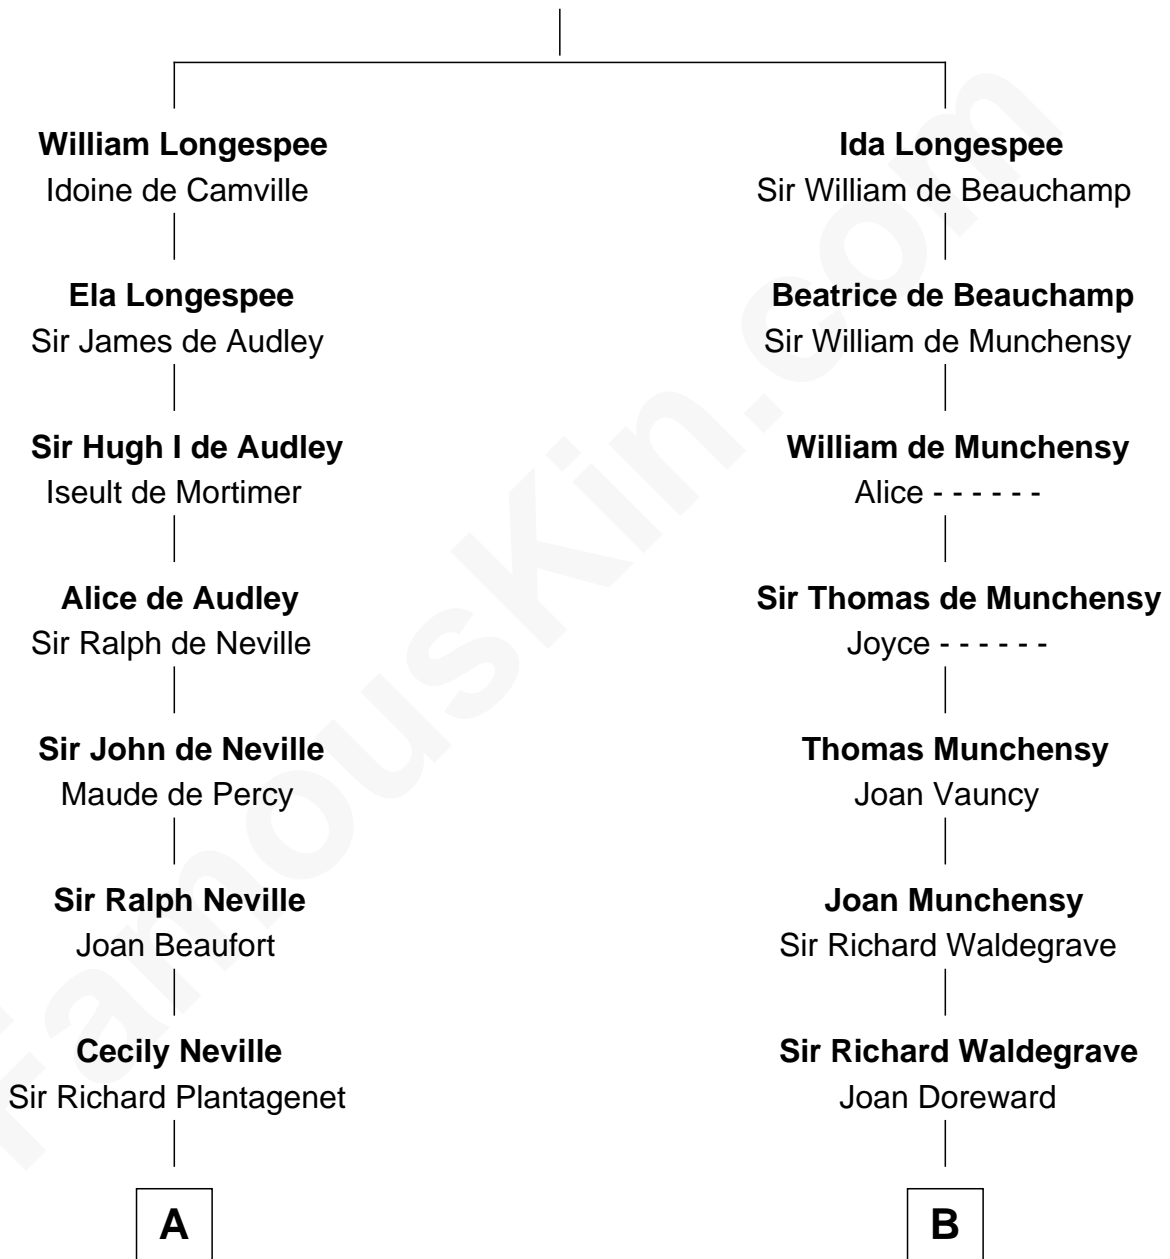 William Longespee
Idoine de Camville
Ida Longespee
Sir William de Beauchamp
Ela Longespee
Sir James de Audley
Beatrice de Beauchamp
Sir William de Munchensy
Sir Hugh I de Audley
Iseult de Mortimer
William de Munchensy
Alice - - - - - -
Alice de Audley
Sir Ralph de Neville
Sir Thomas de Munchensy
Joyce - - - - - -
Sir John de Neville
Maude de Percy
Thomas Munchensy
Joan Vauncy
Sir Ralph Neville
Joan Beaufort
Joan Munchensy
Sir Richard Waldegrave
Cecily Neville
Sir Richard Plantagenet
Sir Richard Waldegrave
Joan Doreward
A
B
FamousKin.com